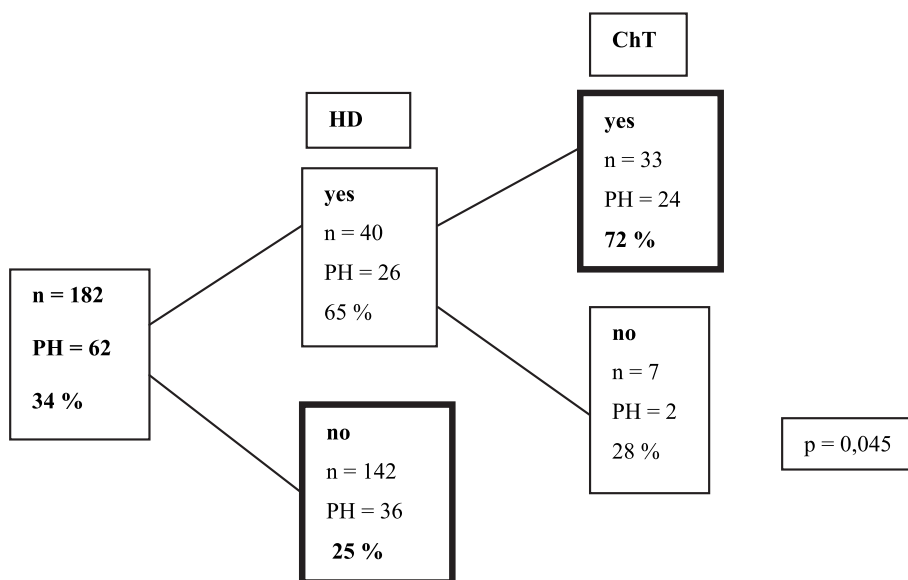 ChT
HD
yes
n = 33
PH = 24
72 %
yes
n = 40
PH = 26
65 %
n = 182
PH = 62
34 %
no
n = 7
PH = 2
28 %
no
n = 142
PH = 36
25 %
p = 0,045